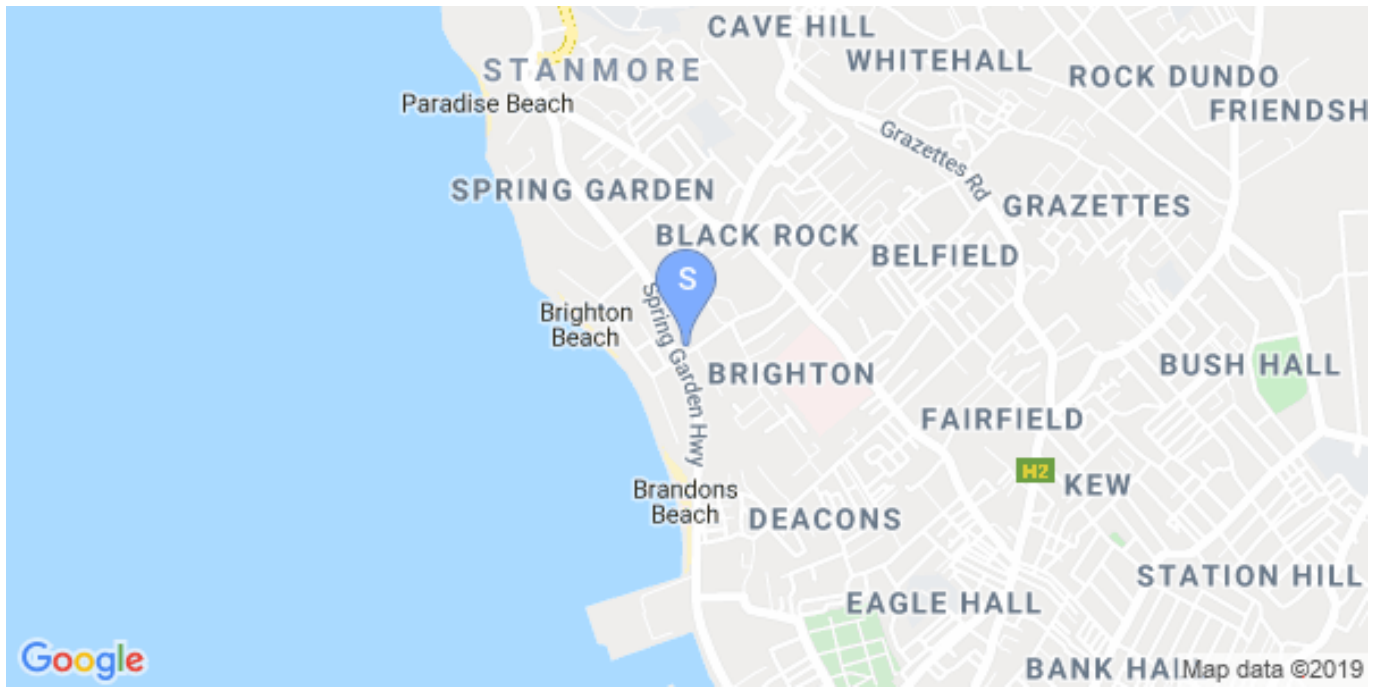 CAVE HILL
WHITEHALL
STANMORE
ROCK DUNDO
Paradise Beach
FRIENDSH
Grazettes Rd
SPRING GARDEN
GRAZETTES
BLACK ROCK
BELFIELD
S
Spring Garden Hwy
Brighton
Beach
BRIGHTON
BUSH HALL
FAIRFIELD
H2
KEW
Brandons
Beach
DEACONS
STATION HILL
EAGLE HALL
Google
BANK HAL
Map data ©2019